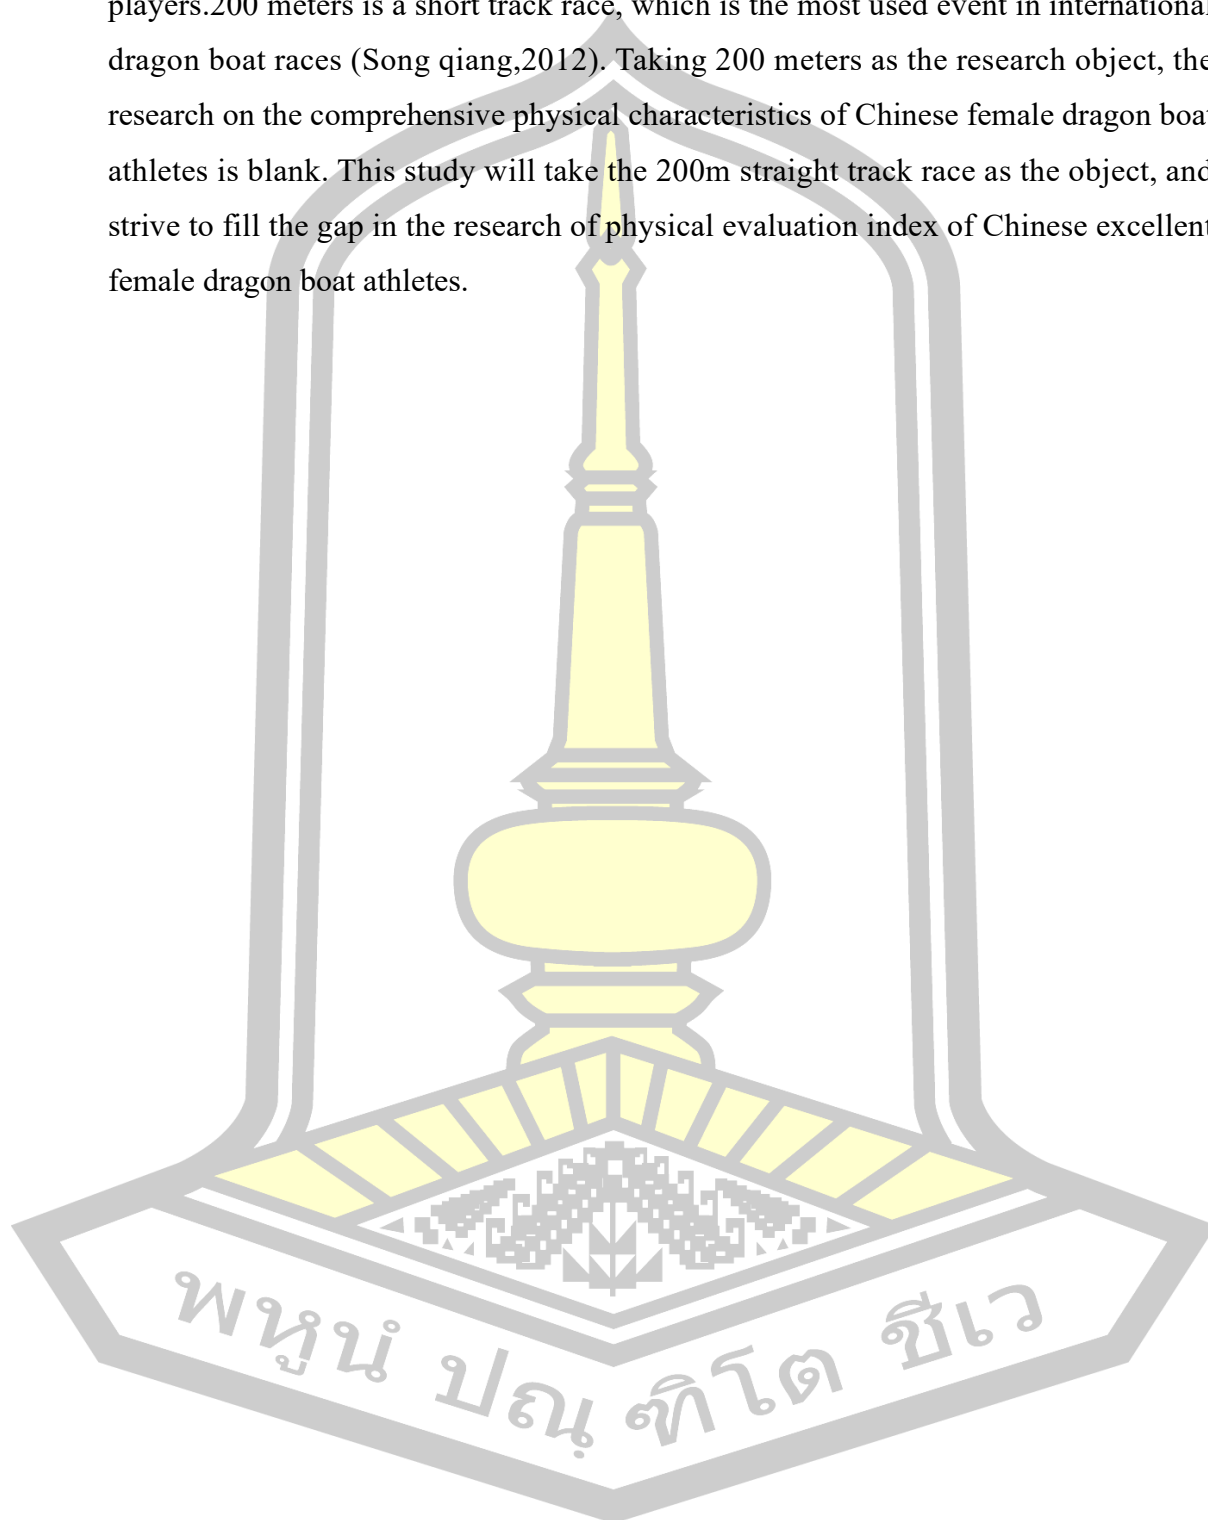 players.200 meters is a short track race, which is the most used event in international
dragon boat races (Song qiang,2012). Taking 200 meters as the research object, the
research on the comprehensive physical characteristics of Chinese female dragon boat
athletes is blank. This study will take the 200m straight track race as the object, and
strive to fill the gap in the research of physical evaluation index of Chinese excellent
female dragon boat athletes.
พหูนํ ปณฺฑิโต ชีเว